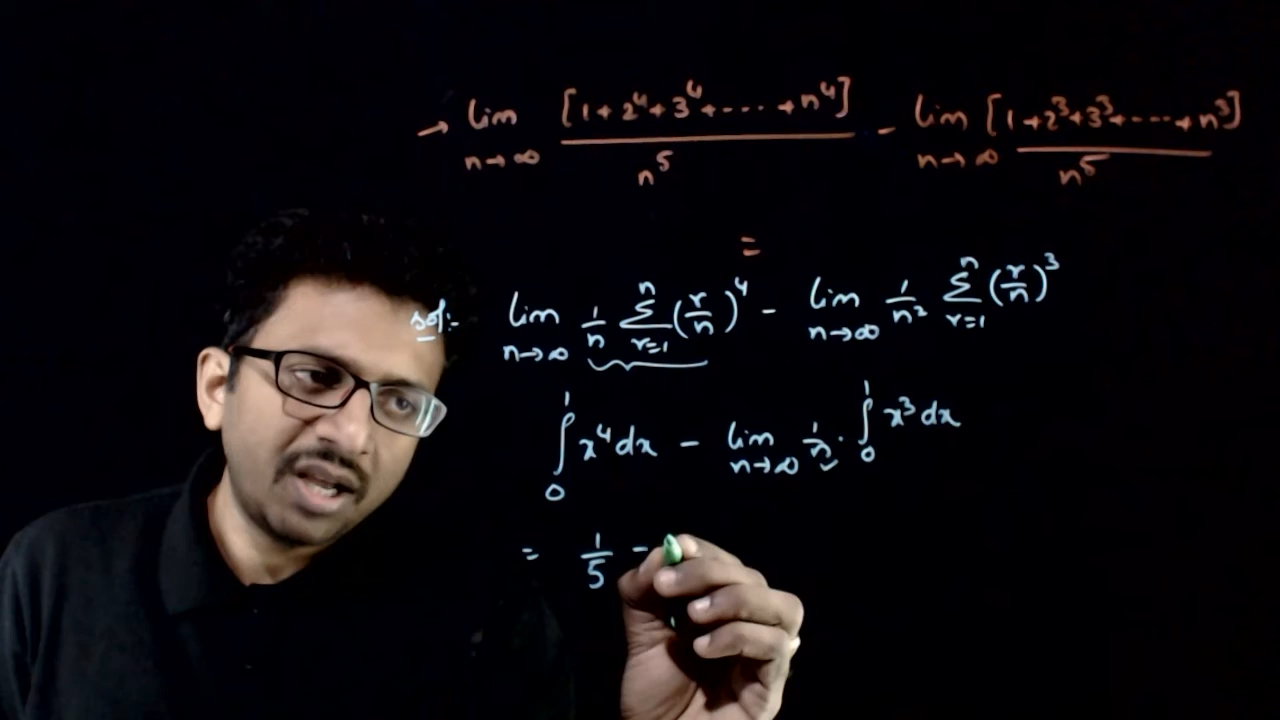 → lim n→∞ [1+2⁴+3⁴+----+n⁴] / n⁵ - lim n→∞ [1+2³+3³+----+n³] / n⁵
=
sol:- lim n→∞ 1/n Σ r=1 n (r/n)⁴ - lim n→∞ 1/n² Σ r=1 n (r/n)³
∫₀¹ x⁴ dx - lim n→∞ 1/n · ∫₀¹ x³ dx
= 1/5 -